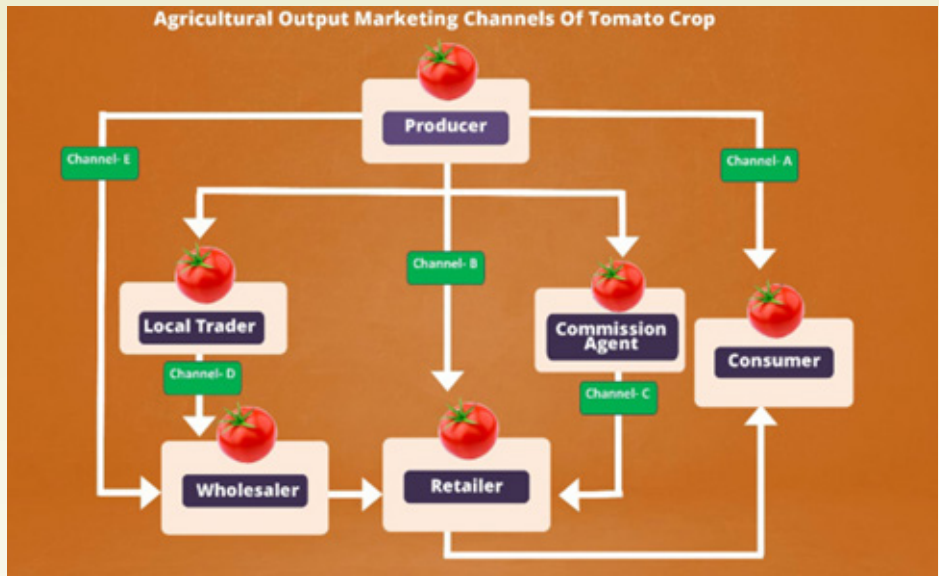 Agricultural Output Marketing Channels Of Tomato Crop
Producer
Channel- E
Channel- A
Channel- B
Local Trader
Commission
Agent
Consumer
Channel- D
Channel- C
Wholesaler
Retailer